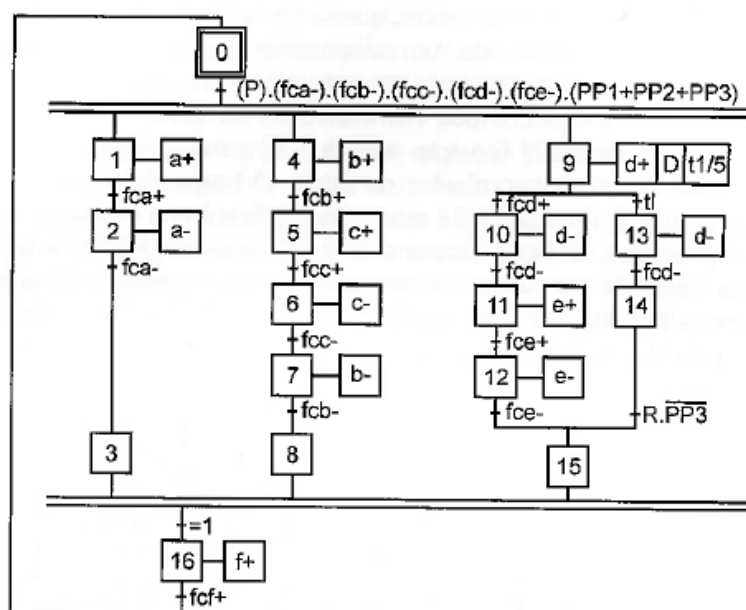 0
(P).(fca-).(fcb-).(fcc-).(fcd-).(fce-).(PP1+PP2+PP3)
1 a+ 4 b+ 9 d+ D t1/5
fca+ fcb+ fcd+ tl
2 a- 5 c+ 10 d- 13 d-
fca- fcc+ fcd- fcd-
6 c- 11 e+ 14
fcc- fce+
7 b- 12 e-
fcb- fce- R.P̅P̅3̅
3 8 15
=1
16 f+
fcf+